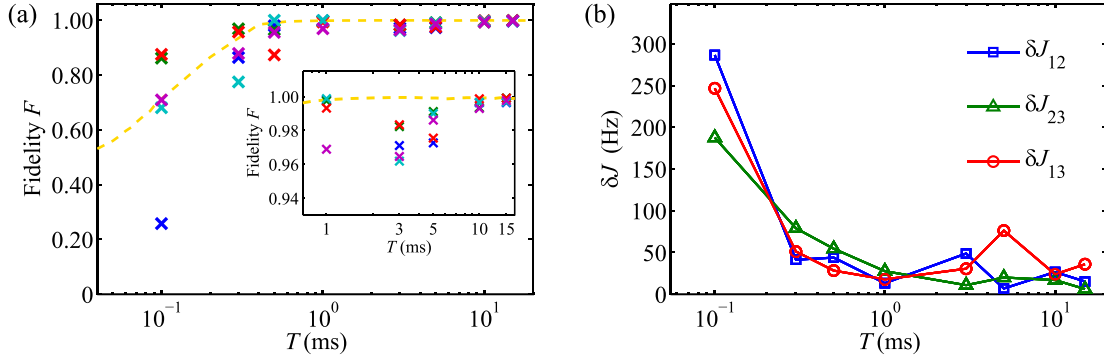 (a)
1.00
0.80
0.60
0.40
0.20
0
Fidelity F
10⁻¹
10⁰
10¹
T (ms)
1.00
0.98
0.96
0.94
Fidelity F
1
3
5
10
15
T (ms)
(b)
300
250
200
150
100
50
0
δJ (Hz)
10⁻¹
10⁰
10¹
T (ms)
δJ₁₂
δJ₂₃
δJ₁₃